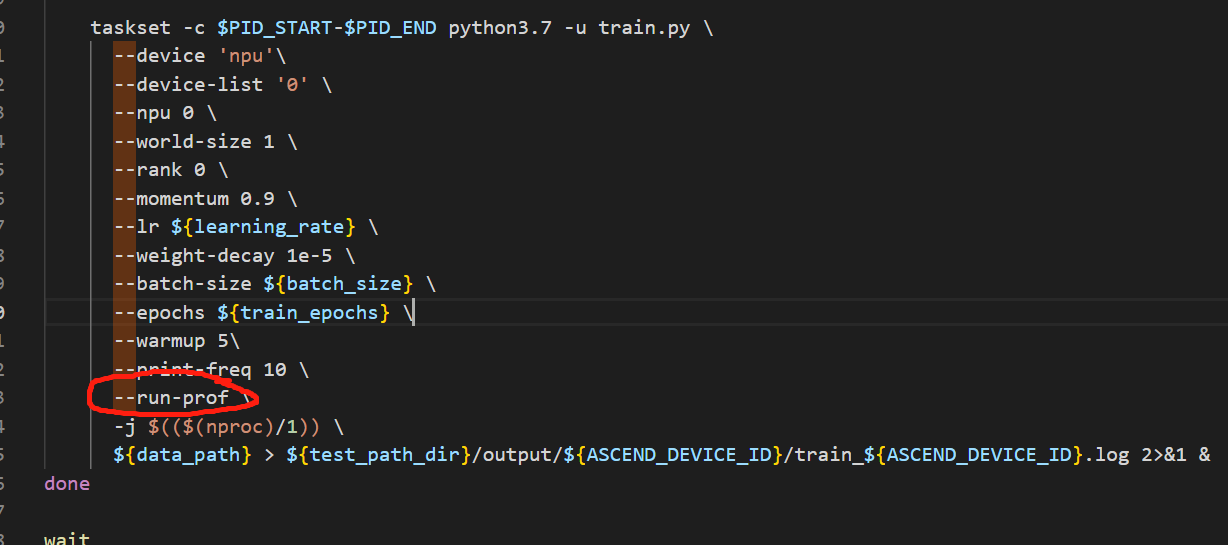 taskset -c $PID_START-$PID_END python3.7 -u train.py \
--device 'npu'\
--device-list '0' \
--npu 0 \
--world-size 1 \
--rank 0 \
--momentum 0.9 \
--lr ${learning_rate} \
--weight-decay 1e-5 \
--batch-size ${batch_size} \
--epochs ${train_epochs} \
--warmup 5\
--print-freq 10 \
--run-prof \
-j $(($(nproc)/1)) \
${data_path} > ${test_path_dir}/output/${ASCEND_DEVICE_ID}/train_${ASCEND_DEVICE_ID}.log 2>&1 &
done
wait